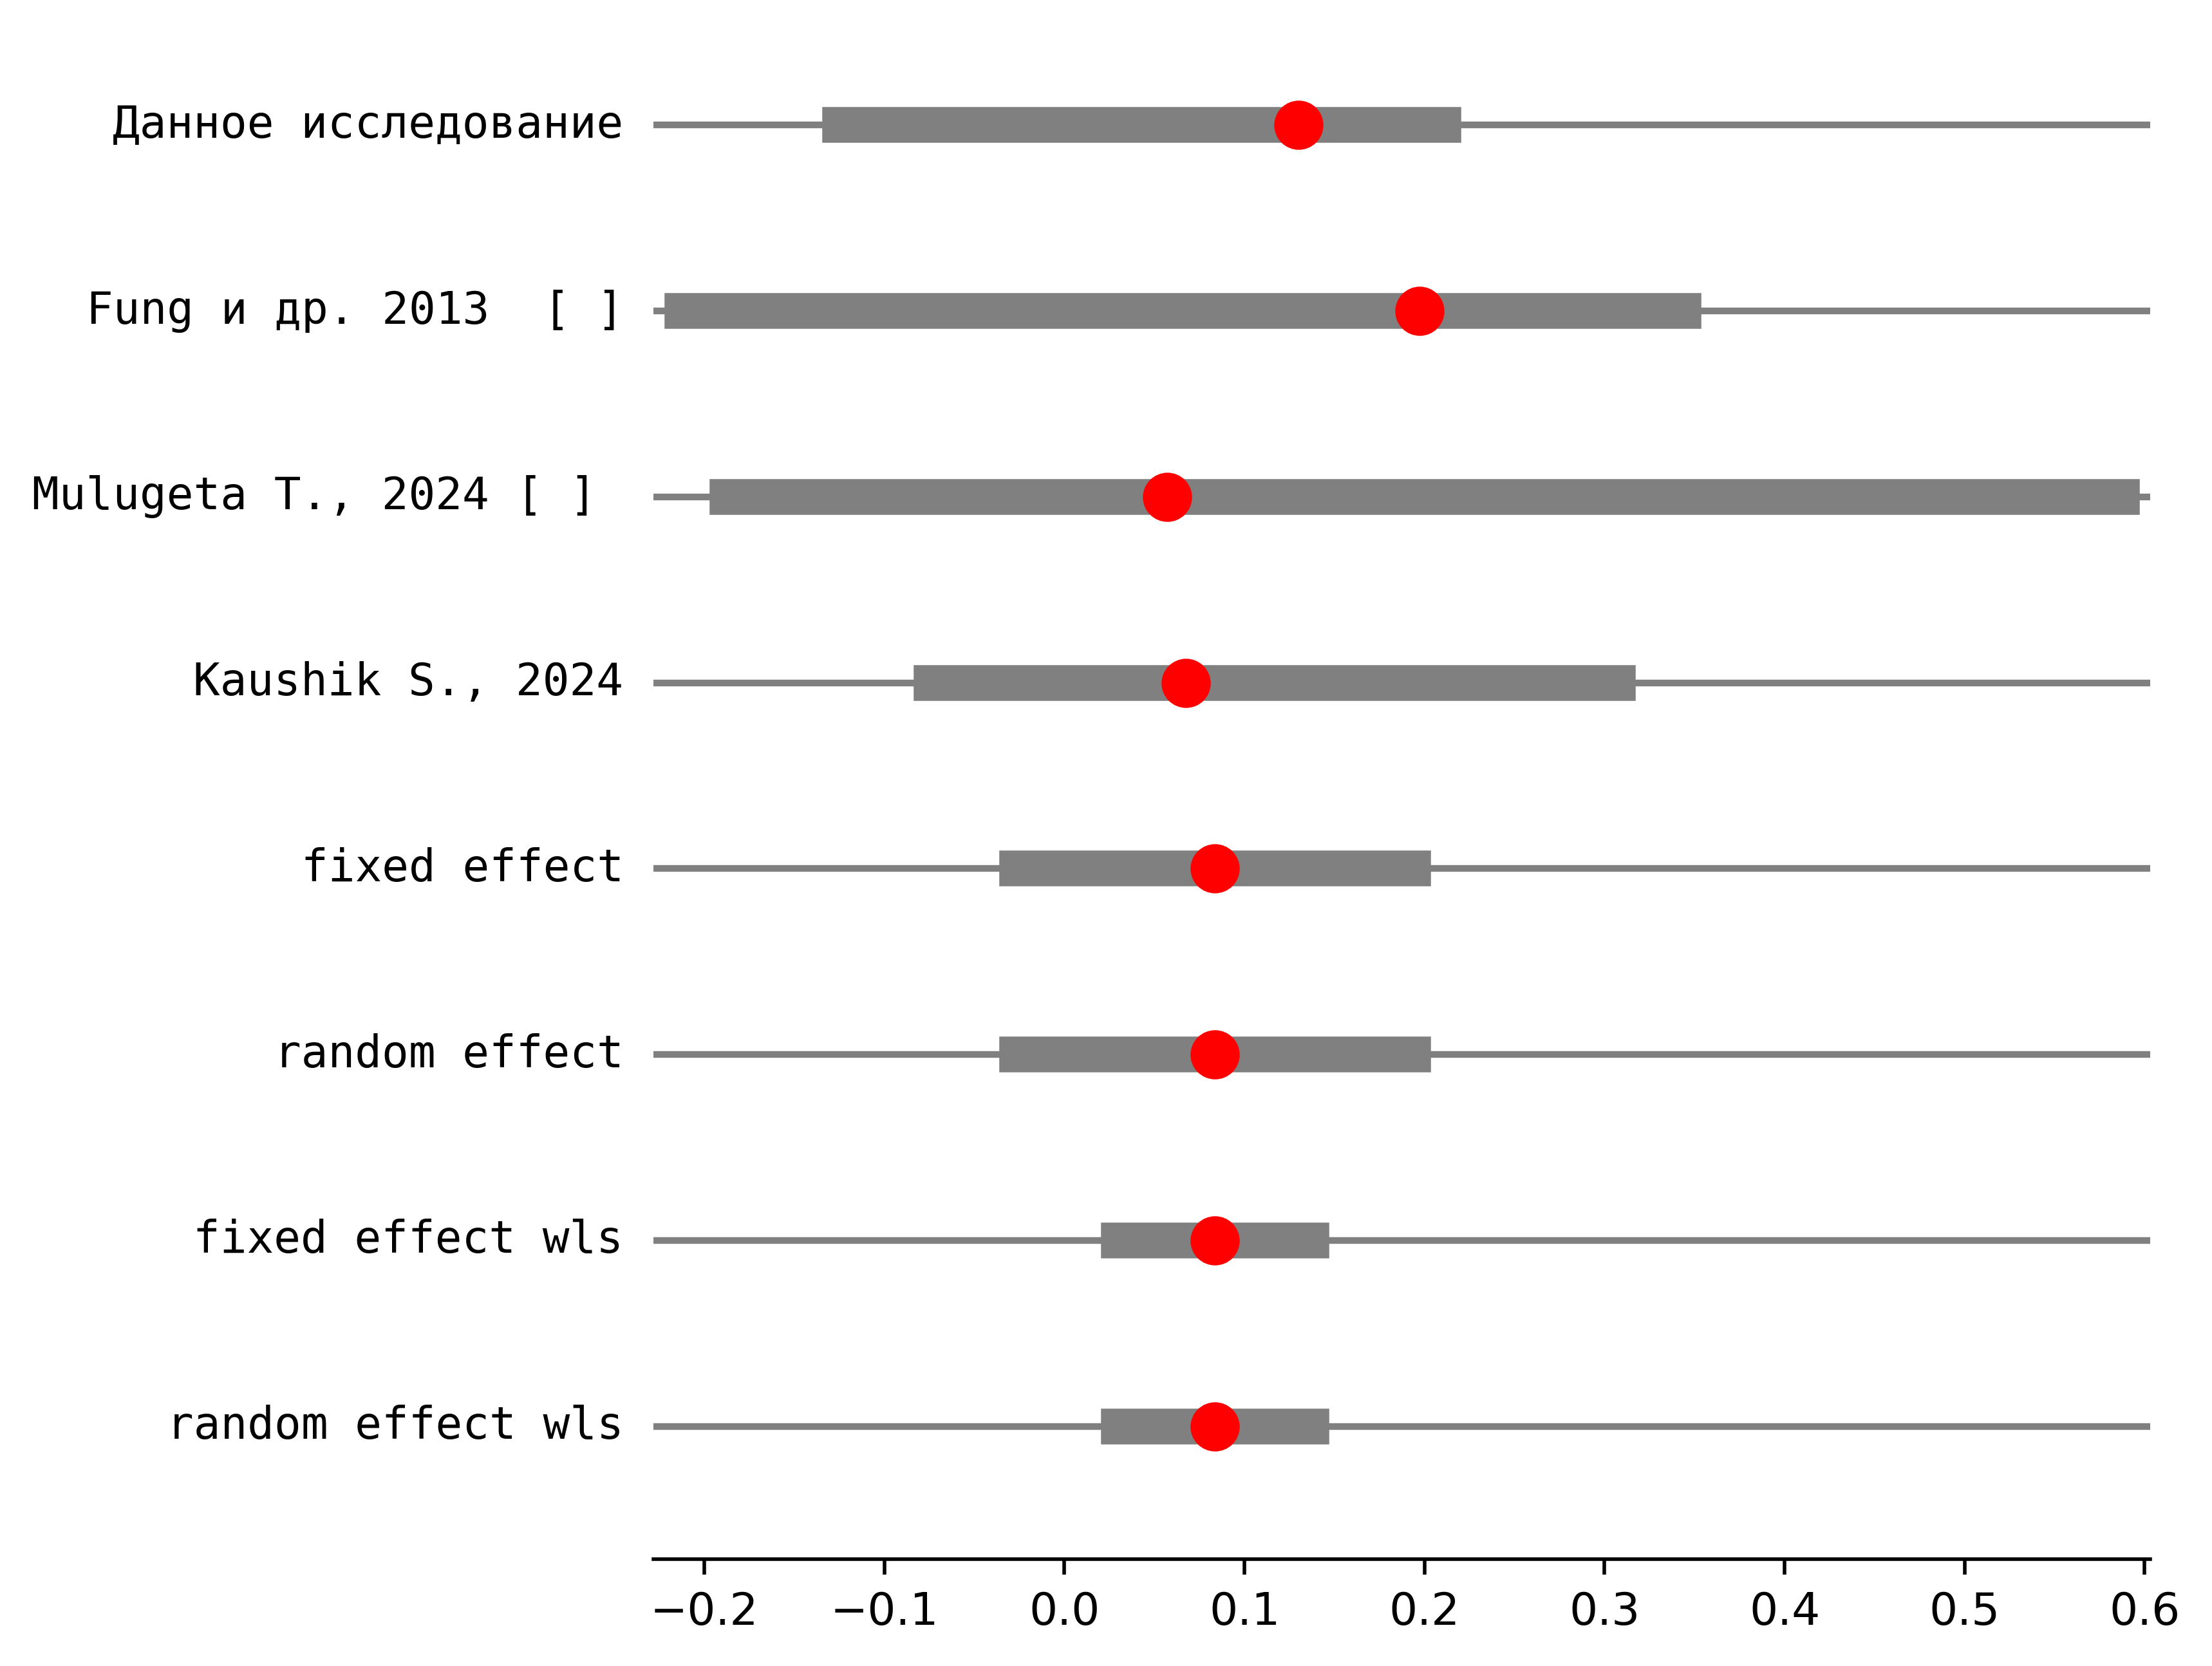 Данное исследование
Fung и др. 2013  [ ]
Mulugeta T., 2024 [ ]
Kaushik S., 2024
fixed effect
random effect
fixed effect wls
random effect wls
−0.2 −0.1 0.0 0.1 0.2 0.3 0.4 0.5 0.6